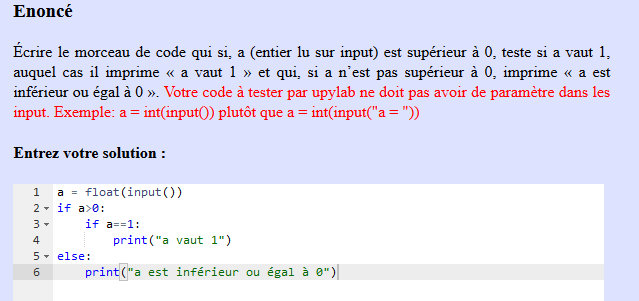 Enoncé
Écrire le morceau de code qui si, a (entier lu sur input) est supérieur à 0, teste si a vaut 1,
auquel cas il imprime « a vaut 1 » et qui, si a n’est pas supérieur à 0, imprime « a est
inférieur ou égal à 0 ». Votre code à tester par upylab ne doit pas avoir de paramètre dans les
input. Exemple: a = int(input()) plutôt que a = int(input("a = "))
Entrez votre solution :
1 a = float(input())
2 if a>0:
3 if a==1:
4 print("a vaut 1")
5 else:
6 print("a est inférieur ou égal à 0")